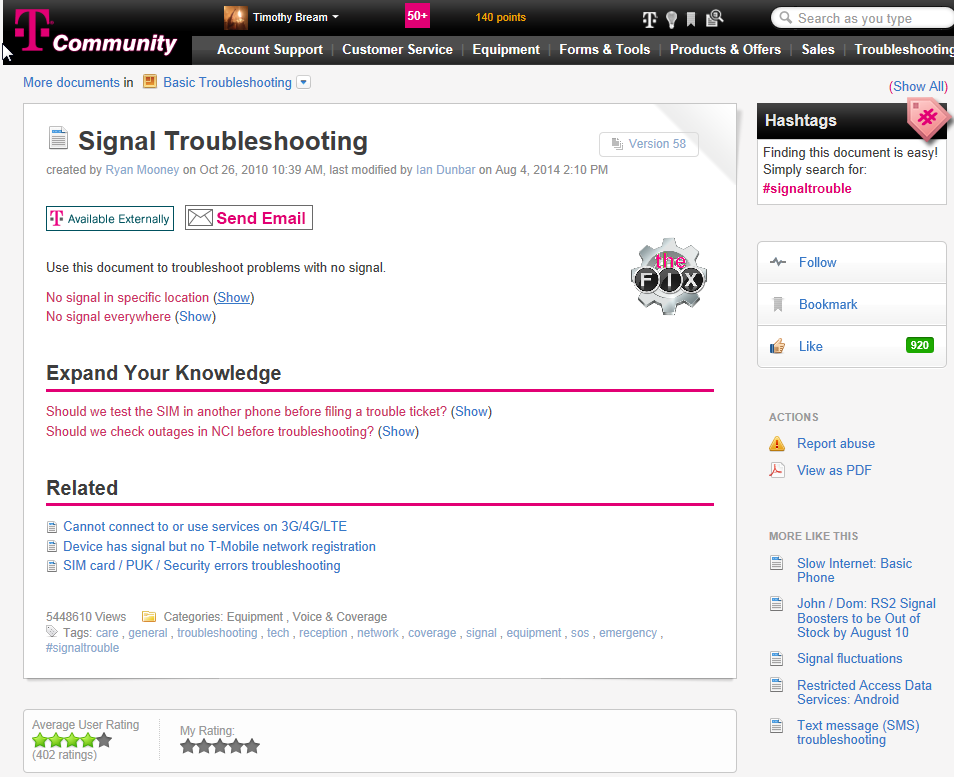 T Community
Timothy Bream
50+
140 points
Search as you type
Account Support
Customer Service
Equipment
Forms & Tools
Products & Offers
Sales
Troubleshooting
More documents in Basic Troubleshooting
(Show All)
Signal Troubleshooting
Version 58
created by Ryan Mooney on Oct 26, 2010 10:39 AM, last modified by Ian Dunbar on Aug 4, 2014 2:10 PM
T Available Externally
Send Email
the
FIX
Use this document to troubleshoot problems with no signal.
No signal in specific location (Show)
No signal everywhere (Show)
Expand Your Knowledge
Should we test the SIM in another phone before filing a trouble ticket? (Show)
Should we check outages in NCI before troubleshooting? (Show)
Related
Cannot connect to or use services on 3G/4G/LTE
Device has signal but no T-Mobile network registration
SIM card / PUK / Security errors troubleshooting
5448610 Views
Categories: Equipment , Voice & Coverage
Tags: care , general , troubleshooting , tech , reception , network , coverage , signal , equipment , sos , emergency ,
#signaltrouble
Average User Rating
(402 ratings)
My Rating:
Hashtags
#
Finding this document is easy!
Simply search for:
#signaltrouble
Follow
Bookmark
Like
920
ACTIONS
Report abuse
View as PDF
MORE LIKE THIS
Slow Internet: Basic
Phone
John / Dom: RS2 Signal
Boosters to be Out of
Stock by August 10
Signal fluctuations
Restricted Access Data
Services: Android
Text message (SMS)
troubleshooting